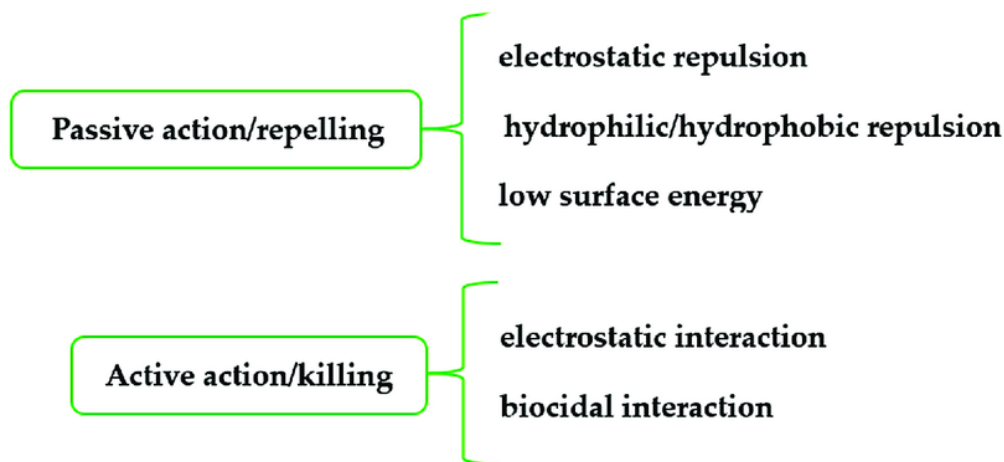 Passive action/repelling
electrostatic repulsion
hydrophilic/hydrophobic repulsion
low surface energy
Active action/killing
electrostatic interaction
biocidal interaction